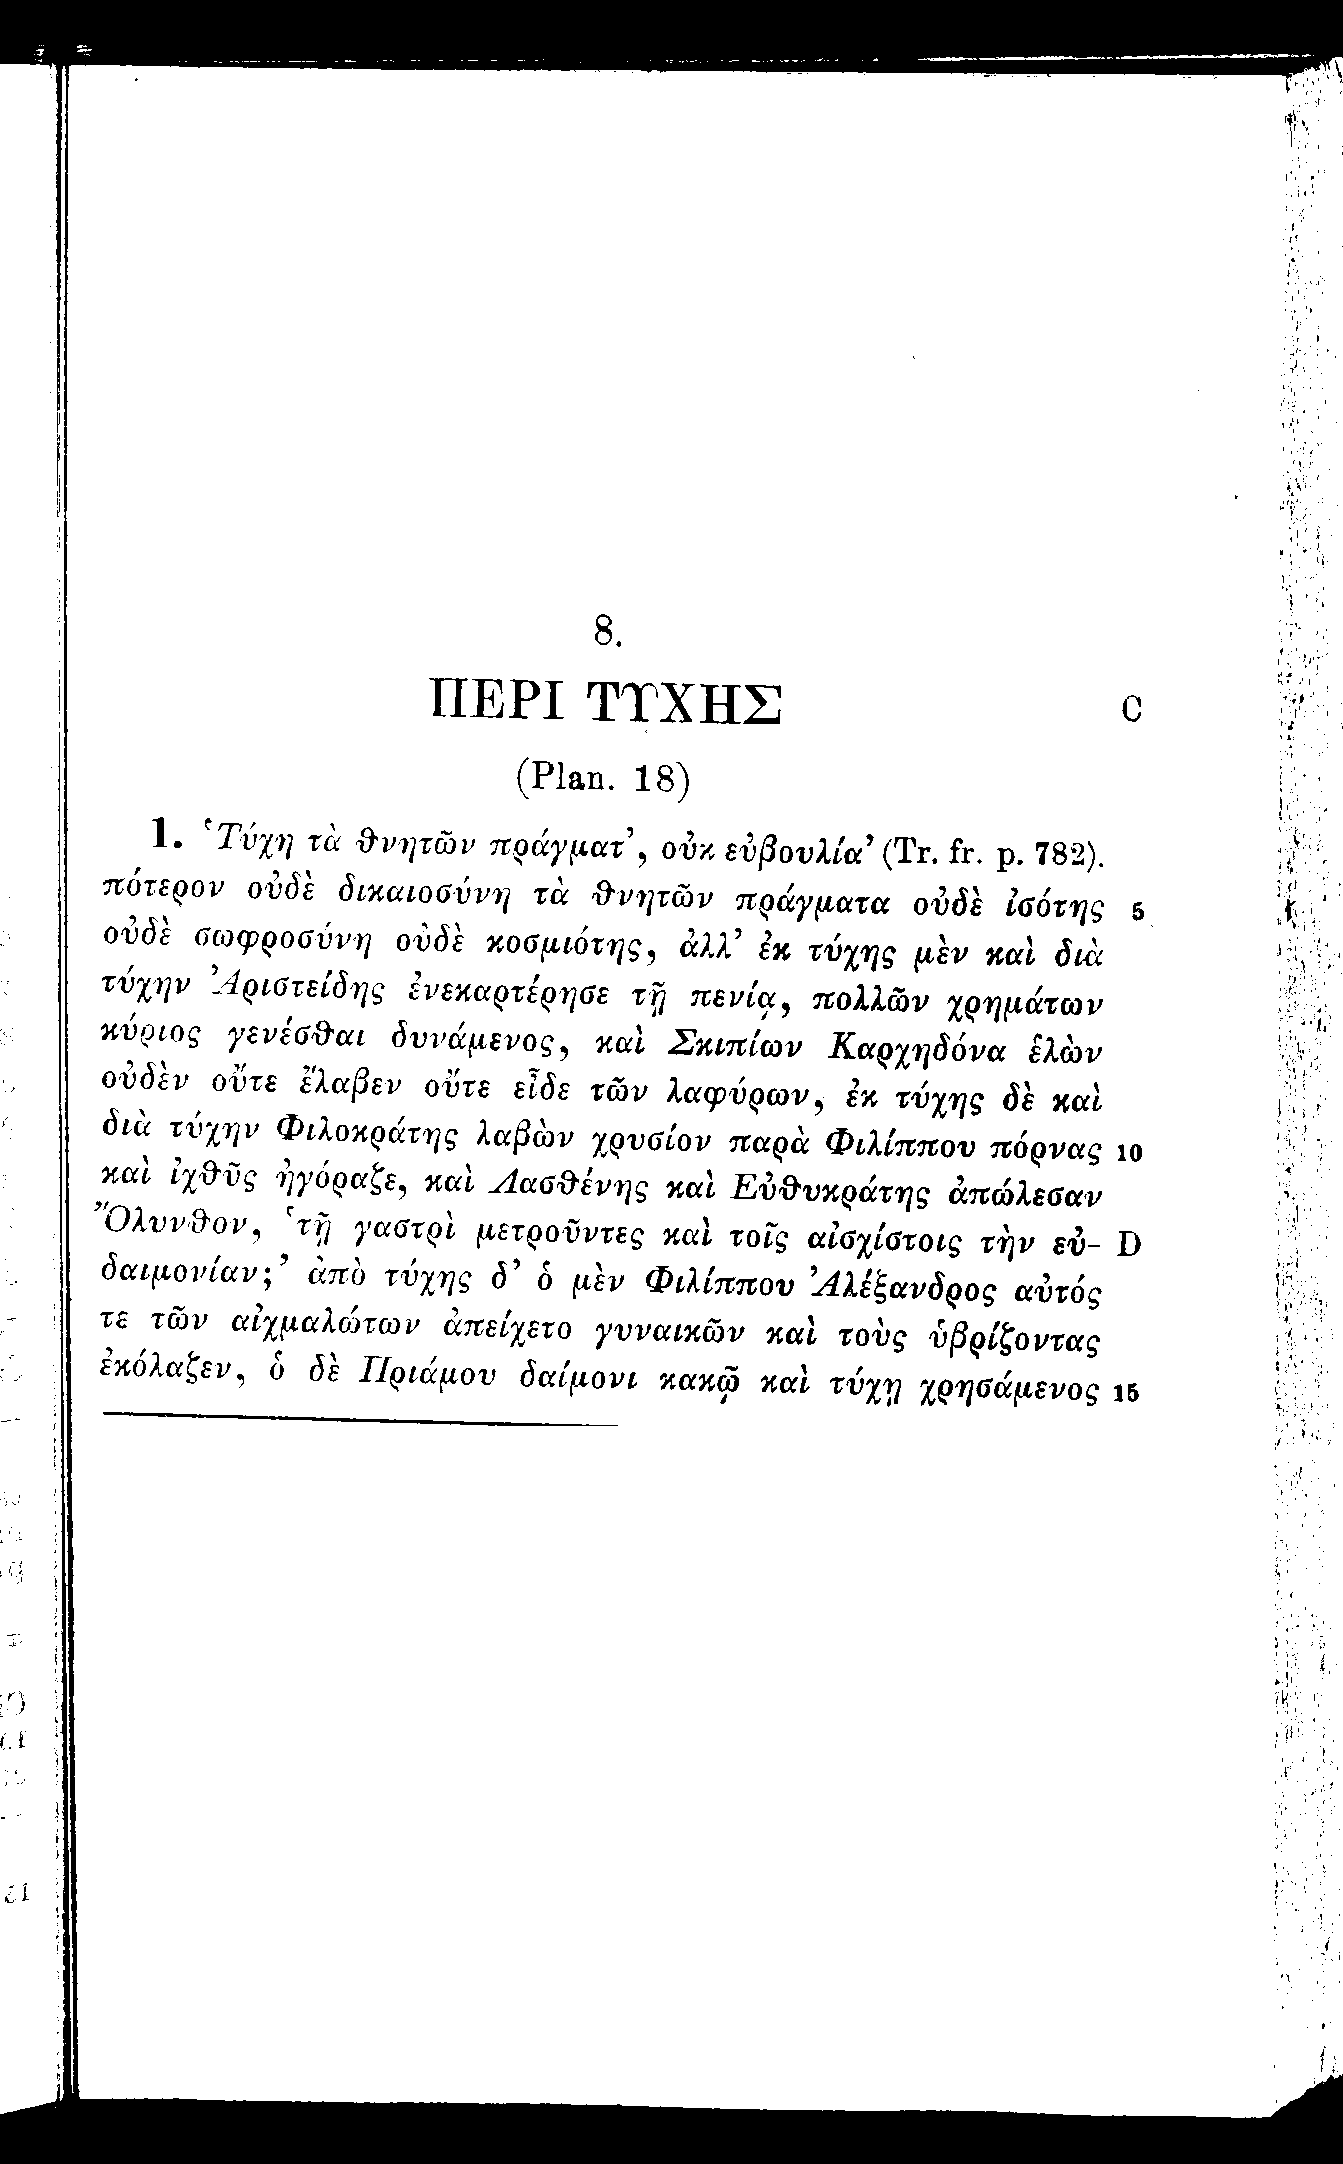 8.
ΠΕΡΙ ΤΥΧΗΣ C
(Plan. 18)
1. ‘Τύχη τὰ θνητῶν πράγματ’, οὐκ εὐβουλία’ (Tr. fr. p. 782).
πότερον οὐδὲ δικαιοσύνη τὰ θνητῶν πράγματα οὐδὲ ἰσότης 5
οὐδὲ σωφροσύνη οὐδὲ κοσμιότης, ἀλλ’ ἐκ τύχης μὲν καὶ διὰ
τύχην Ἀριστείδης ἐνεκαρτέρησε τῇ πενίᾳ, πολλῶν χρημάτων
κύριος γενέσθαι δυνάμενος, καὶ Σκιπίων Καρχηδόνα ἑλὼν
οὐδὲν οὔτε ἔλαβεν οὔτε εἶδε τῶν λαφύρων, ἐκ τύχης δὲ καὶ
διὰ τύχην Φιλοκράτης λαβὼν χρυσίον παρὰ Φιλίππου πόρνας 10
καὶ ἰχθῦς ἠγόραζε, καὶ Λασθένης καὶ Εὐθυκράτης ἀπώλεσαν
Ὄλυνθον, ‘τῇ γαστρὶ μετροῦντες καὶ τοῖς αἰσχίστοις τὴν εὐ- D
δαιμονίαν;’ ἀπὸ τύχης δ’ ὁ μὲν Φιλίππου Ἀλέξανδρος αὐτός
τε τῶν αἰχμαλώτων ἀπείχετο γυναικῶν καὶ τοὺς ὑβρίζοντας
ἐκόλαζεν, ὁ δὲ Πριάμου δαίμονι κακῷ καὶ τύχῃ χρησάμενος 15